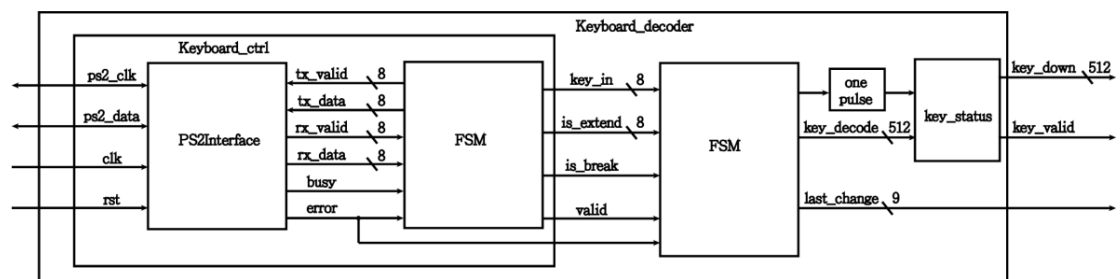 Keyboard_decoder
Keyboard_ctrl
ps2_clk
ps2_data
clk
rst
PS2Interface
tx_valid 8
tx_data 8
rx_valid 8
rx_data 8
busy
error
FSM
key_in 8
is_extend 8
is_break
valid
FSM
one
pulse
key_decode 512
last_change 9
key_status
key_down 512
key_valid